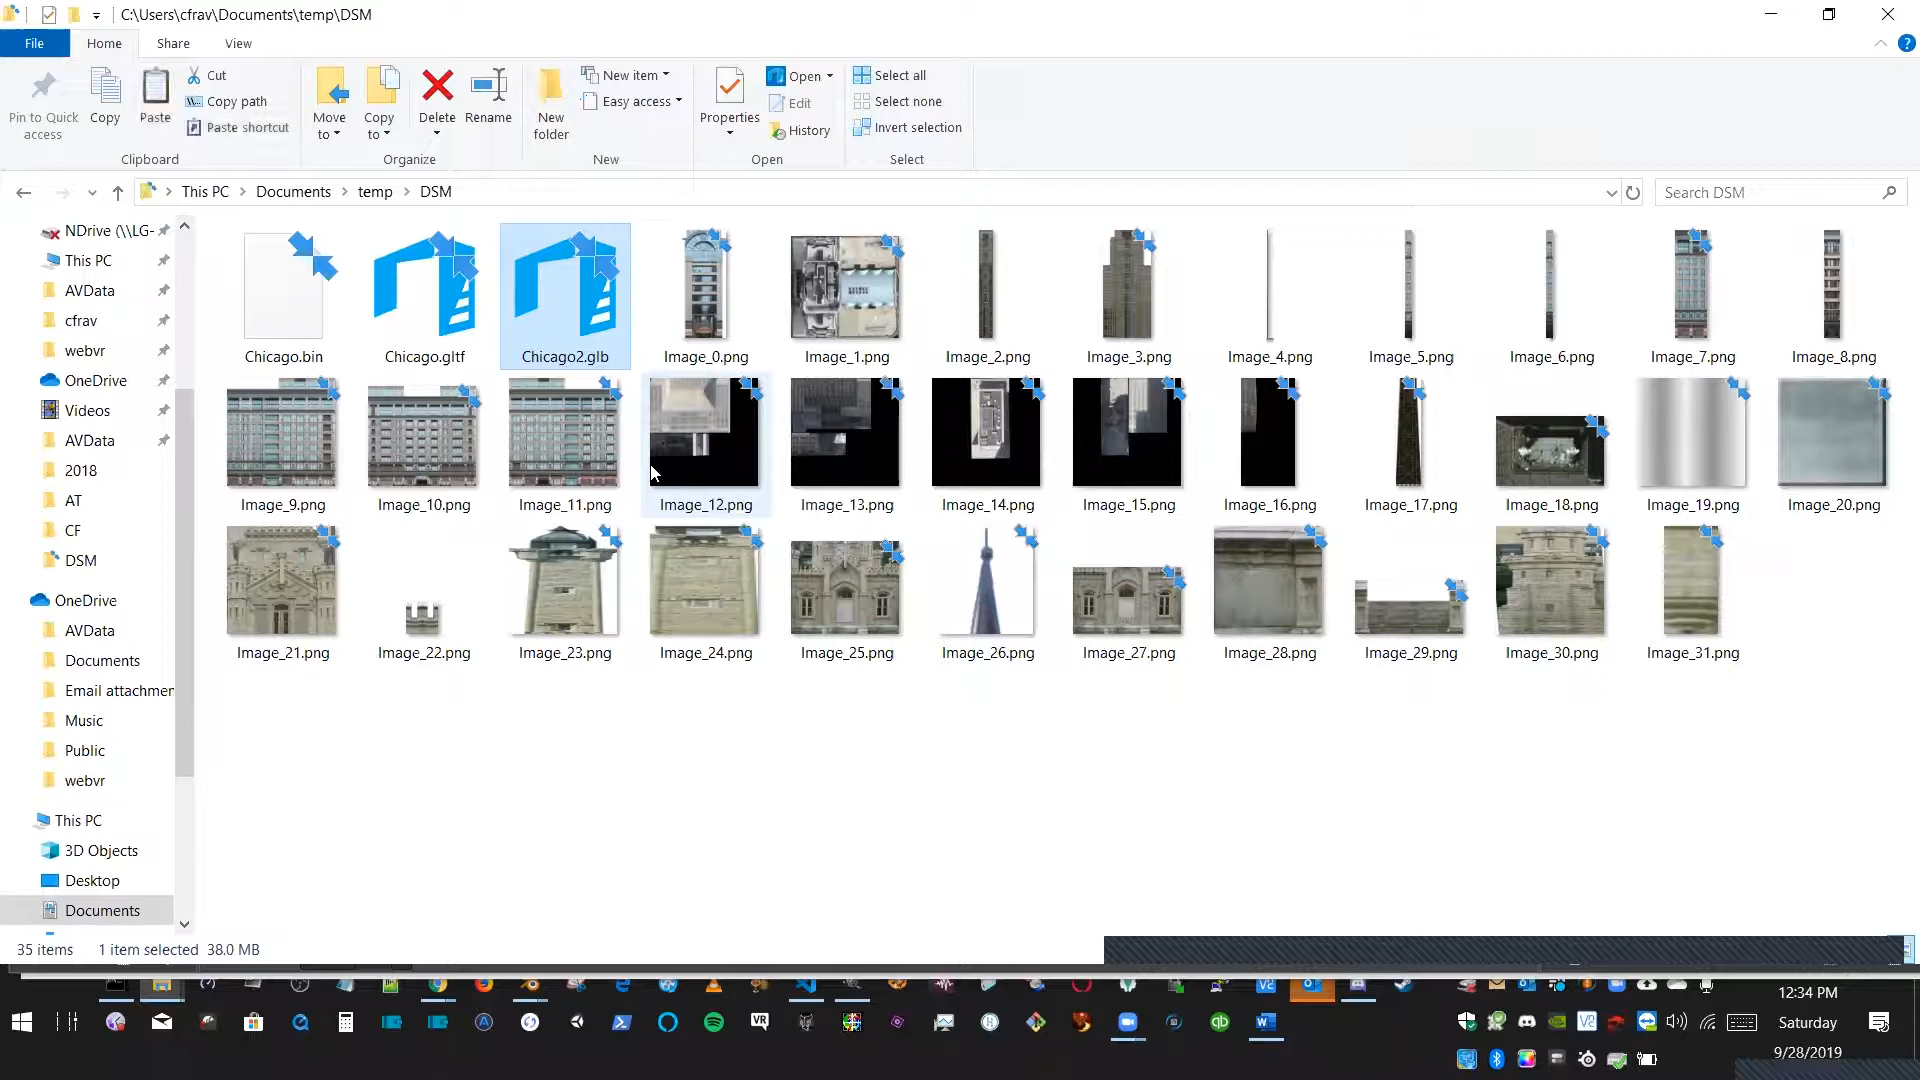 C:\Users\cfrav\Documents\temp\DSM
File Home Share View
Pin to Quick access
Copy
Paste
Cut
Copy path
Paste shortcut
Clipboard
Move to
Copy to
Delete
Rename
Organize
New folder
New item
Easy access
New
Properties
Open
Edit
History
Open
Select all
Select none
Invert selection
Select
This PC > Documents > temp > DSM
Search DSM
NDrive (\\LG-
This PC
AVData
cfrav
webvr
OneDrive
Videos
AVData
2018
AT
CF
DSM
OneDrive
AVData
Documents
Email attachmen
Music
Public
webvr
This PC
3D Objects
Desktop
Documents
Chicago.bin Chicago.gltf Chicago2.glb Image_0.png Image_1.png Image_2.png Image_3.png Image_4.png Image_5.png Image_6.png Image_7.png Image_8.png
Image_9.png Image_10.png Image_11.png Image_12.png Image_13.png Image_14.png Image_15.png Image_16.png Image_17.png Image_18.png Image_19.png Image_20.png
Image_21.png Image_22.png Image_23.png Image_24.png Image_25.png Image_26.png Image_27.png Image_28.png Image_29.png Image_30.png Image_31.png
35 items 1 item selected 38.0 MB
12:34 PM
Saturday
9/28/2019